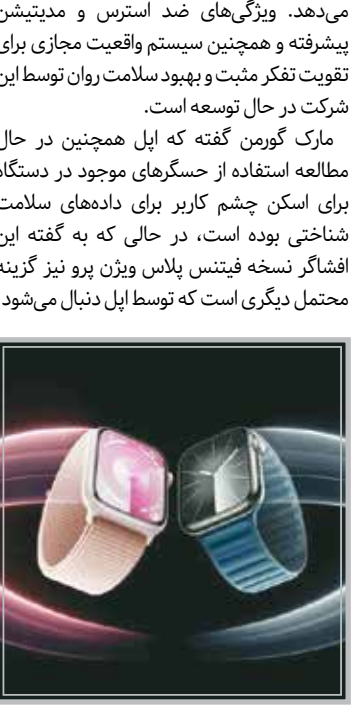 می‌دهد. ویژگی‌های ضد استرس و مدیتیشن
پیشرفته و همچنین سیستم واقعیت مجازی برای
تقویت تفکر مثبت و بهبود سلامت روان توسط این
شرکت در حال توسعه است.
مارک گورمن گفته که اپل همچنین در حال
مطالعه استفاده از حسگرهای موجود در دستگاه
برای اسکن چشم کاربر برای داده‌های سلامت
شناختی بوده است، در حالی که به گفته این
افشاگر نسخه فیتنس پلاس ویژن پرو نیز گزینه
محتمل دیگری است که توسط اپل دنبال می‌شود